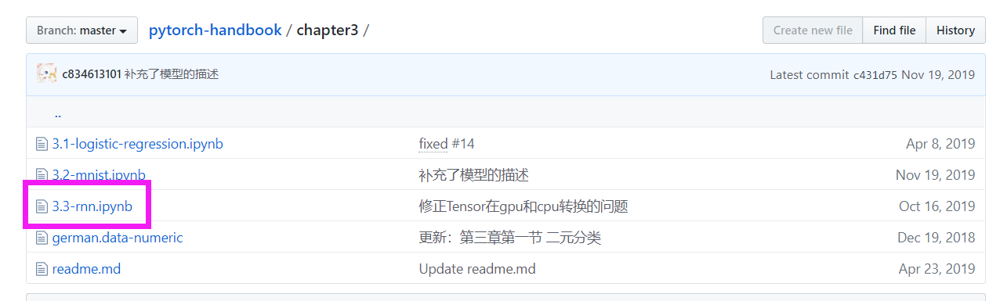 Branch: master pytorch-handbook / chapter3 / Create new file Find file History
c834613101 补充了模型的描述 Latest commit c431d75 Nov 19, 2019
..
3.1-logistic-regression.ipynb fixed #14 Apr 8, 2019
3.2-mnist.ipynb 补充了模型的描述 Nov 19, 2019
3.3-rnn.ipynb 修正Tensor在gpu和cpu转换的问题 Oct 16, 2019
german.data-numeric 更新：第三章第一节 二元分类 Dec 19, 2018
readme.md Update readme.md Apr 23, 2019